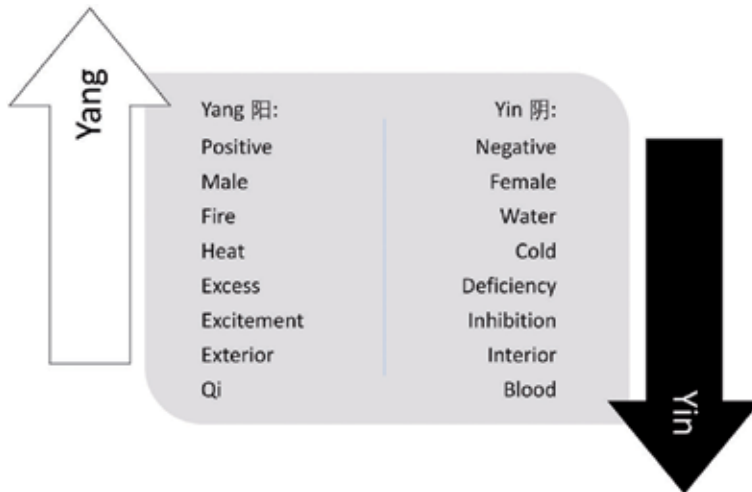 Yang
Yang 阳:
Positive
Male
Fire
Heat
Excess
Excitement
Exterior
Qi
Yin 阴:
Negative
Female
Water
Cold
Deficiency
Inhibition
Interior
Blood
Yin